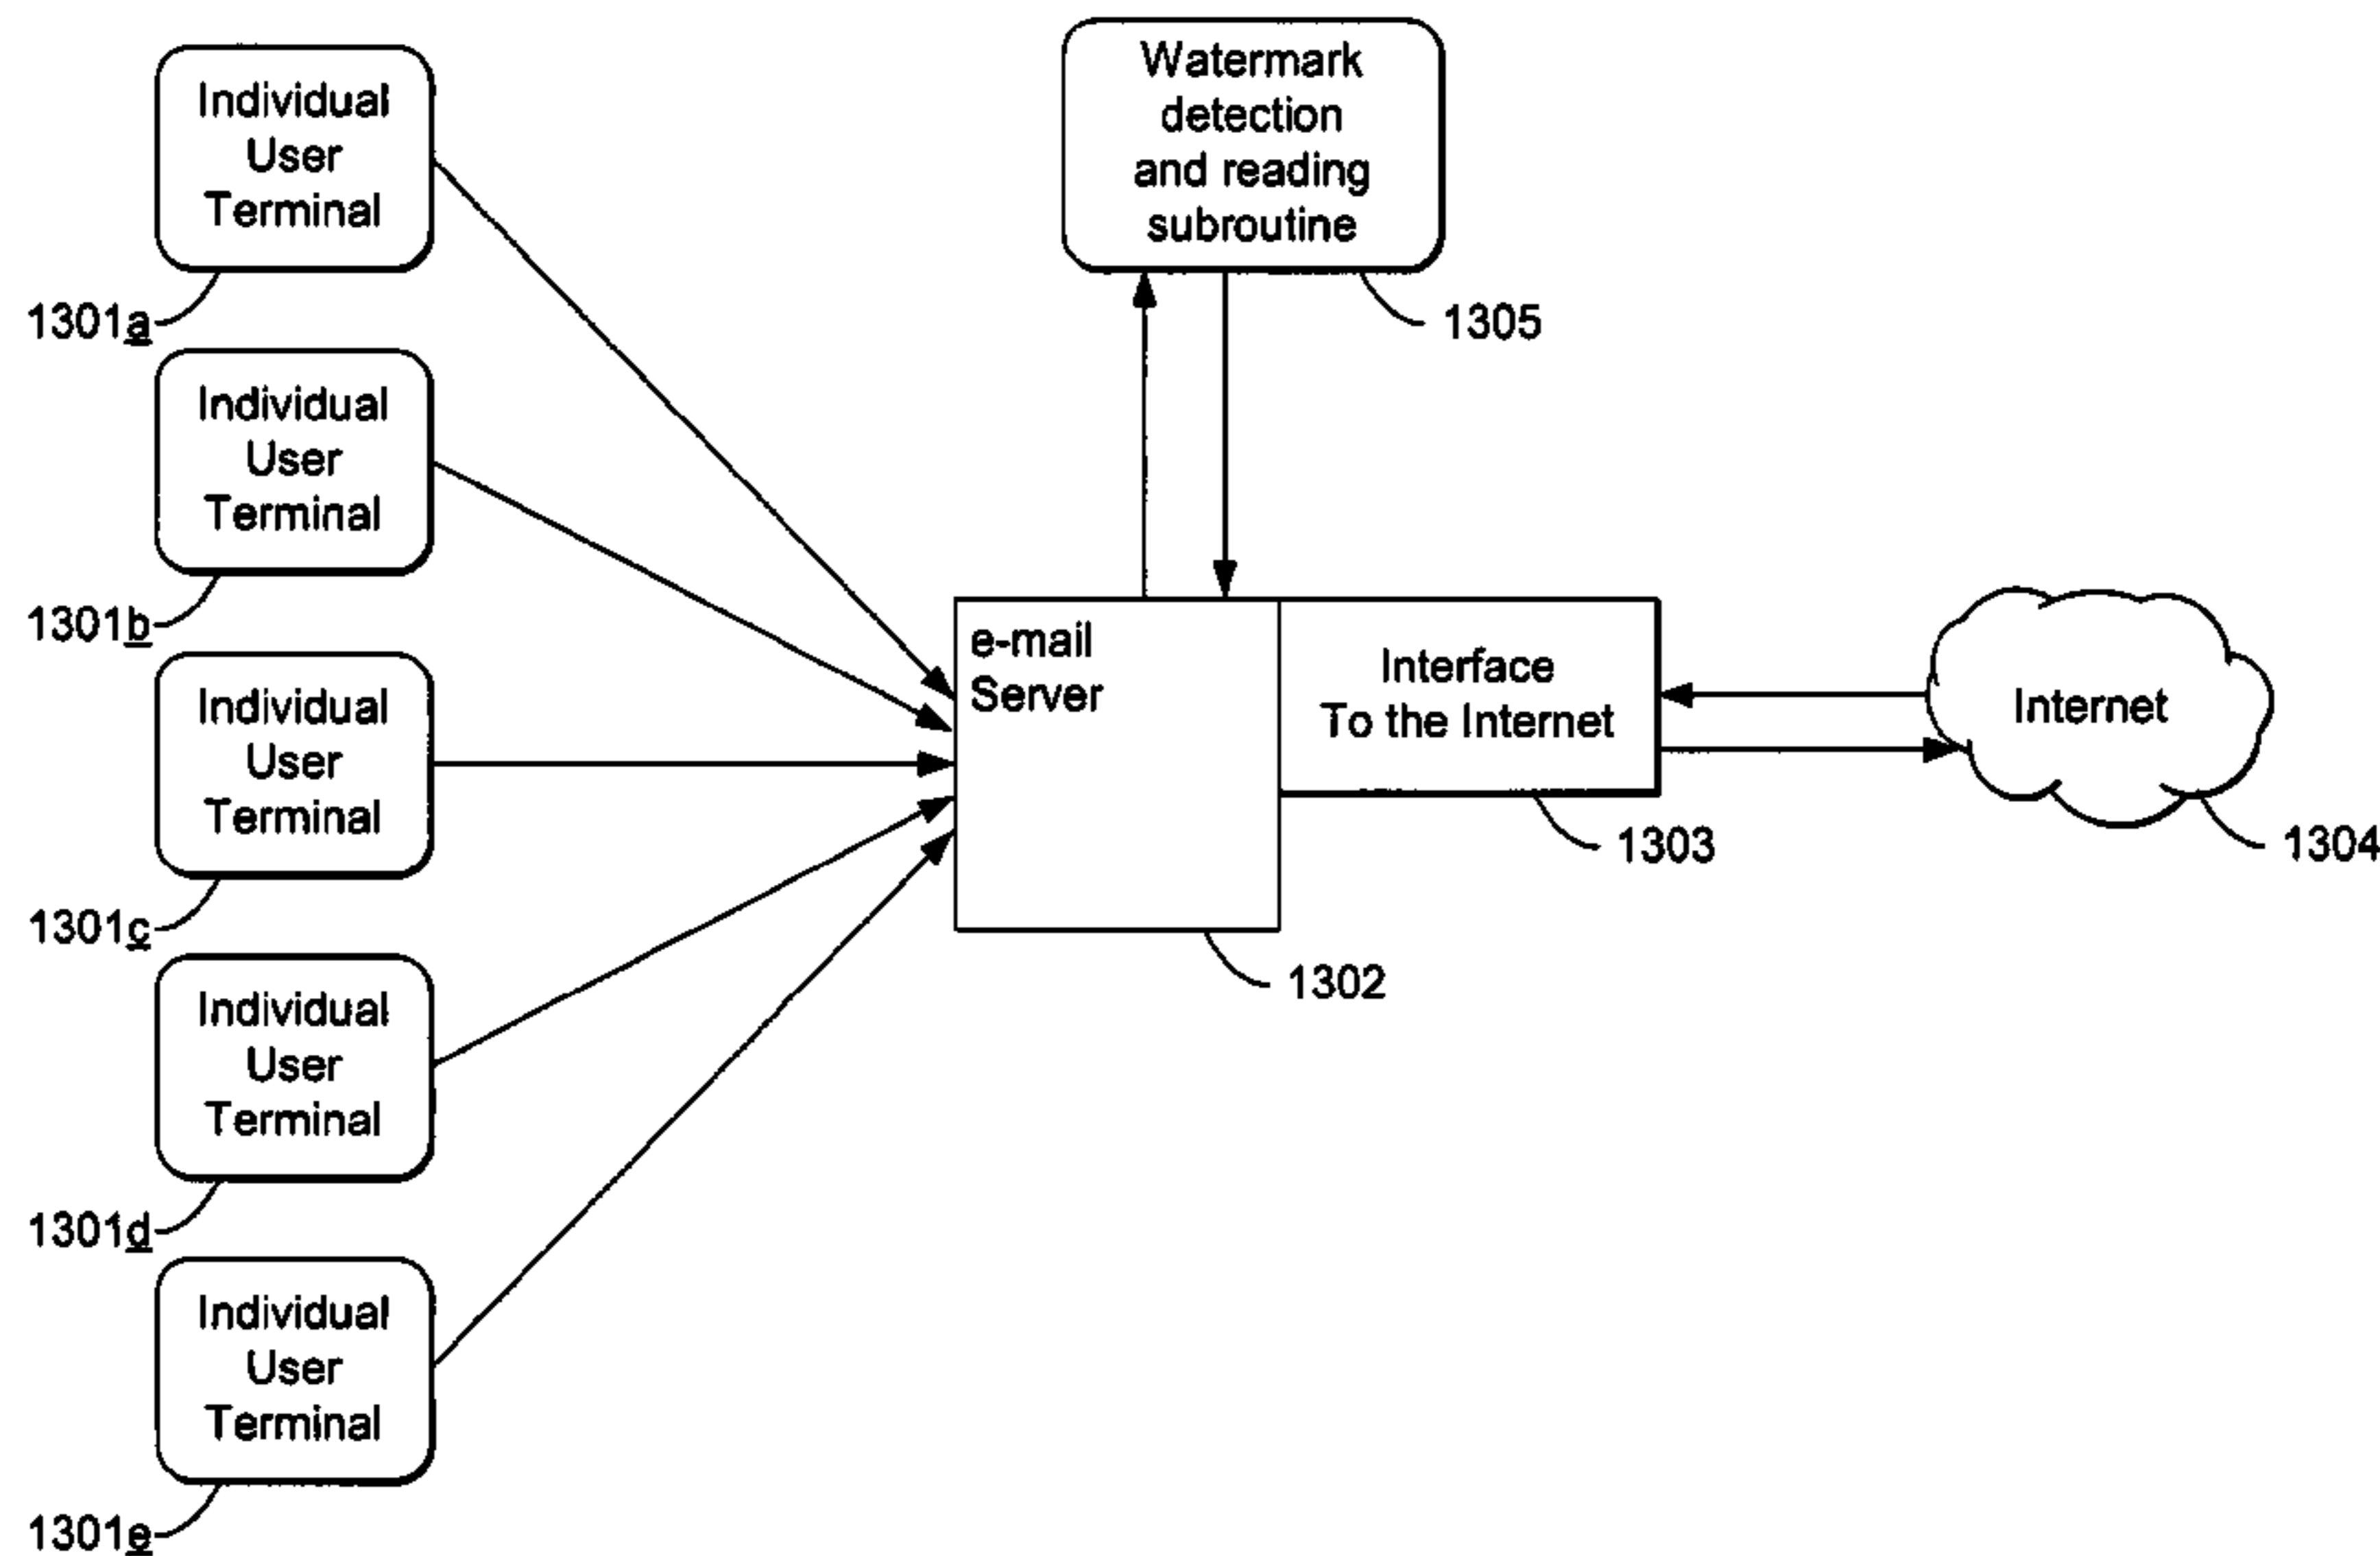 Individual
User
Terminal
1301a
Individual
User
Terminal
1301b
Individual
User
Terminal
1301c
Individual
User
Terminal
1301d
Individual
User
Terminal
1301e
Watermark
detection
and reading
subroutine
1305
e-mail
Server
1302
Interface
To the Internet
1303
Internet
1304